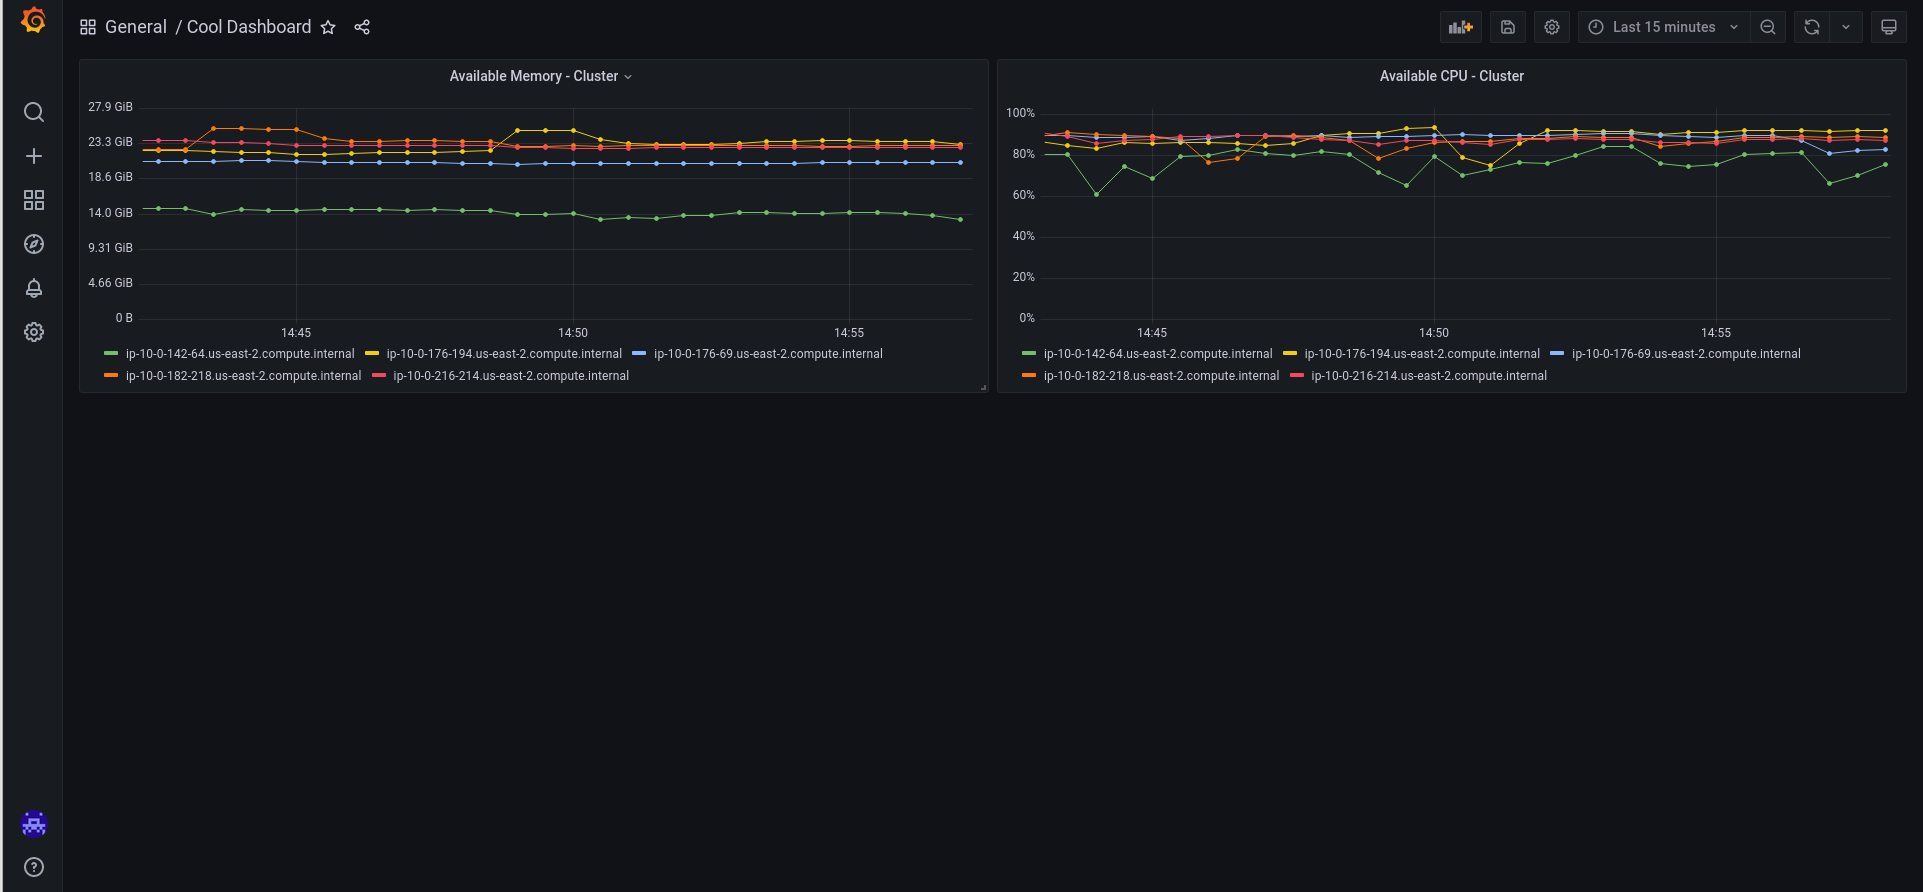 General / Cool Dashboard
Last 15 minutes
Available Memory - Cluster
27.9 GiB
23.3 GiB
18.6 GiB
14.0 GiB
9.31 GiB
4.66 GiB
0 B
14:45 14:50 14:55
ip-10-0-142-64.us-east-2.compute.internal ip-10-0-176-194.us-east-2.compute.internal ip-10-0-176-69.us-east-2.compute.internal
ip-10-0-182-218.us-east-2.compute.internal ip-10-0-216-214.us-east-2.compute.internal
Available CPU - Cluster
100%
80%
60%
40%
20%
0%
14:45 14:50 14:55
ip-10-0-142-64.us-east-2.compute.internal ip-10-0-176-194.us-east-2.compute.internal ip-10-0-176-69.us-east-2.compute.internal
ip-10-0-182-218.us-east-2.compute.internal ip-10-0-216-214.us-east-2.compute.internal